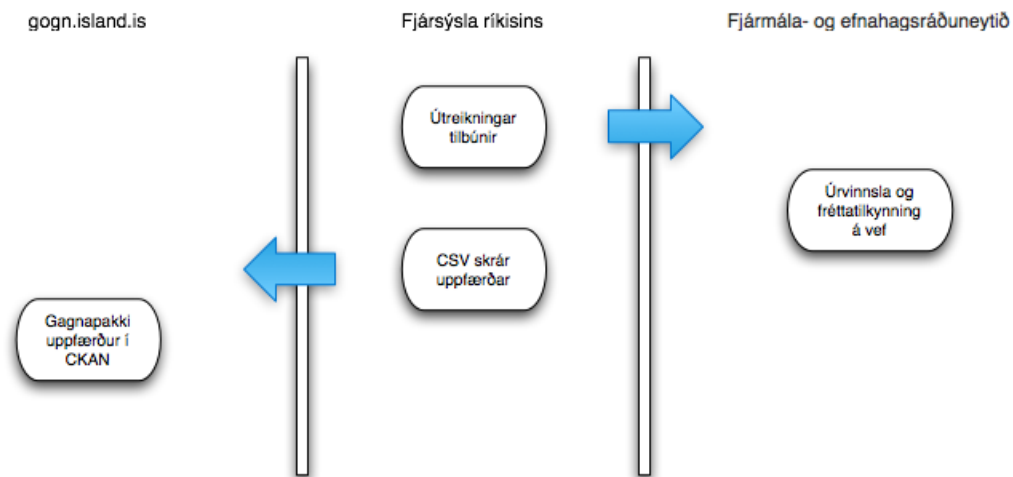 gogn.island.is
Fjársýsla ríkisins
Fjármála- og efnahagsráðuneytið
Útreikningar
tilbúnir
Úrvinnsla og
fréttatilkynning
á vef
CSV skrár
uppfærðar
Gagnapakki
uppfærður í
CKAN